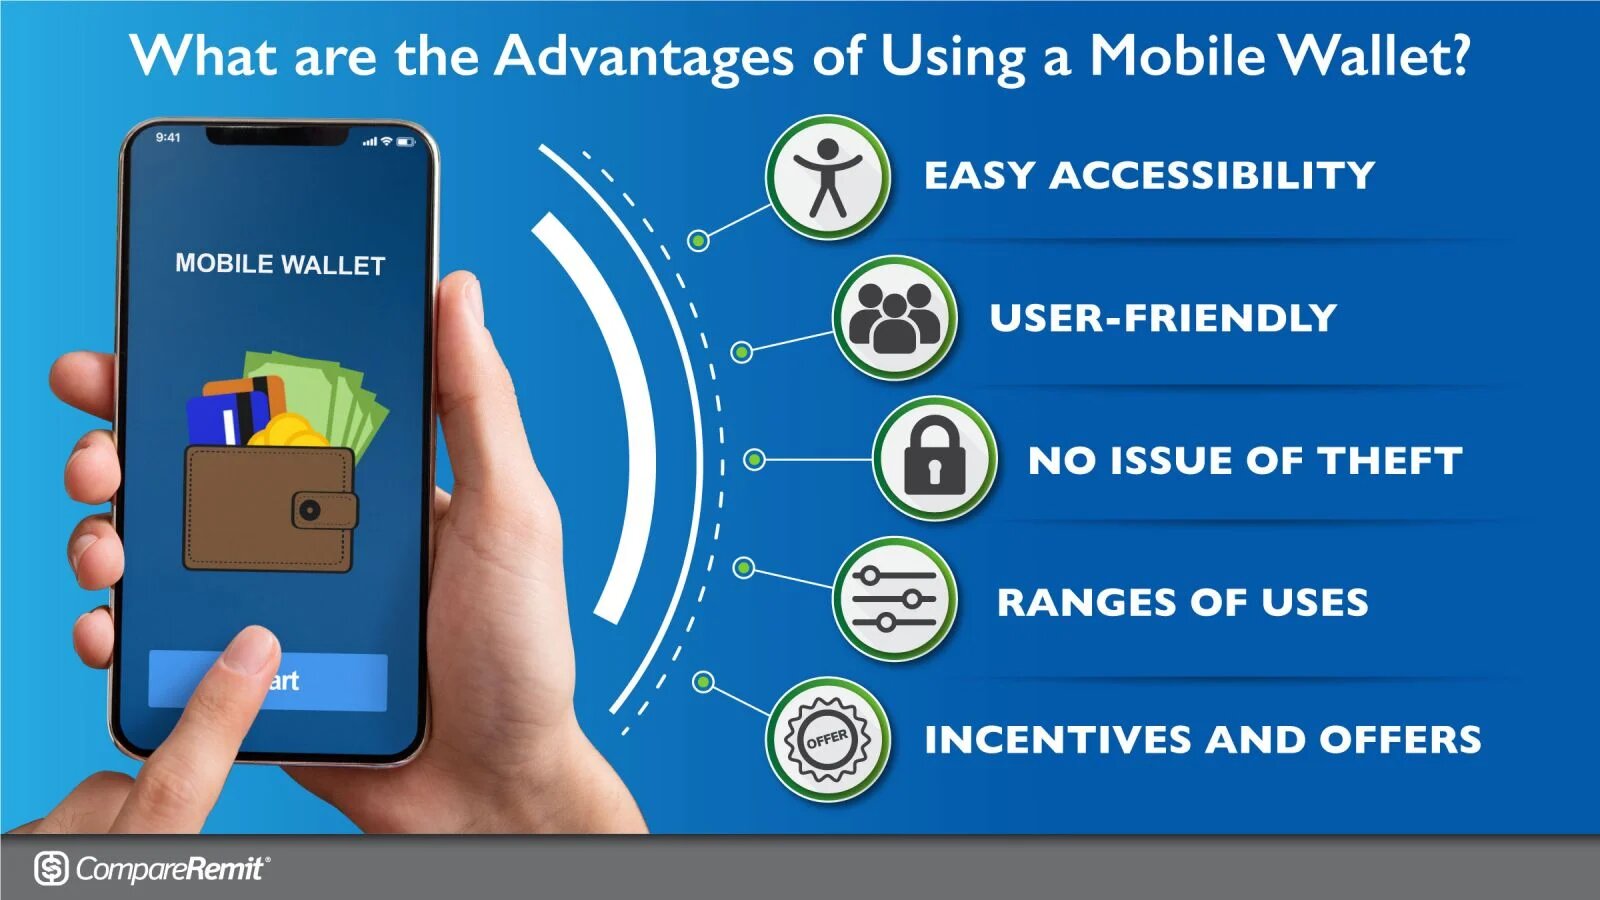 What are the Advantages of Using a Mobile Wallet?
9:41
MOBILE WALLET
art
EASY ACCESSIBILITY
USER-FRIENDLY
NO ISSUE OF THEFT
RANGES OF USES
OFFER
INCENTIVES AND OFFERS
CompareRemit®